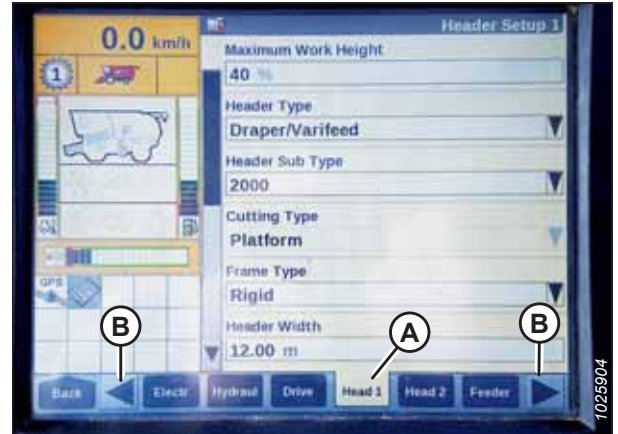 0.0 km/h
Header Setup 1
Maximum Work Height
40 %
1
Header Type
Draper/Varifeed
Header Sub Type
2000
Cutting Type
Platform
Frame Type
Rigid
GPS
Header Width
12.00 m
B
A
B
Back
Electr
Hydraul
Drive
Head 1
Head 2
Feeder
1025904